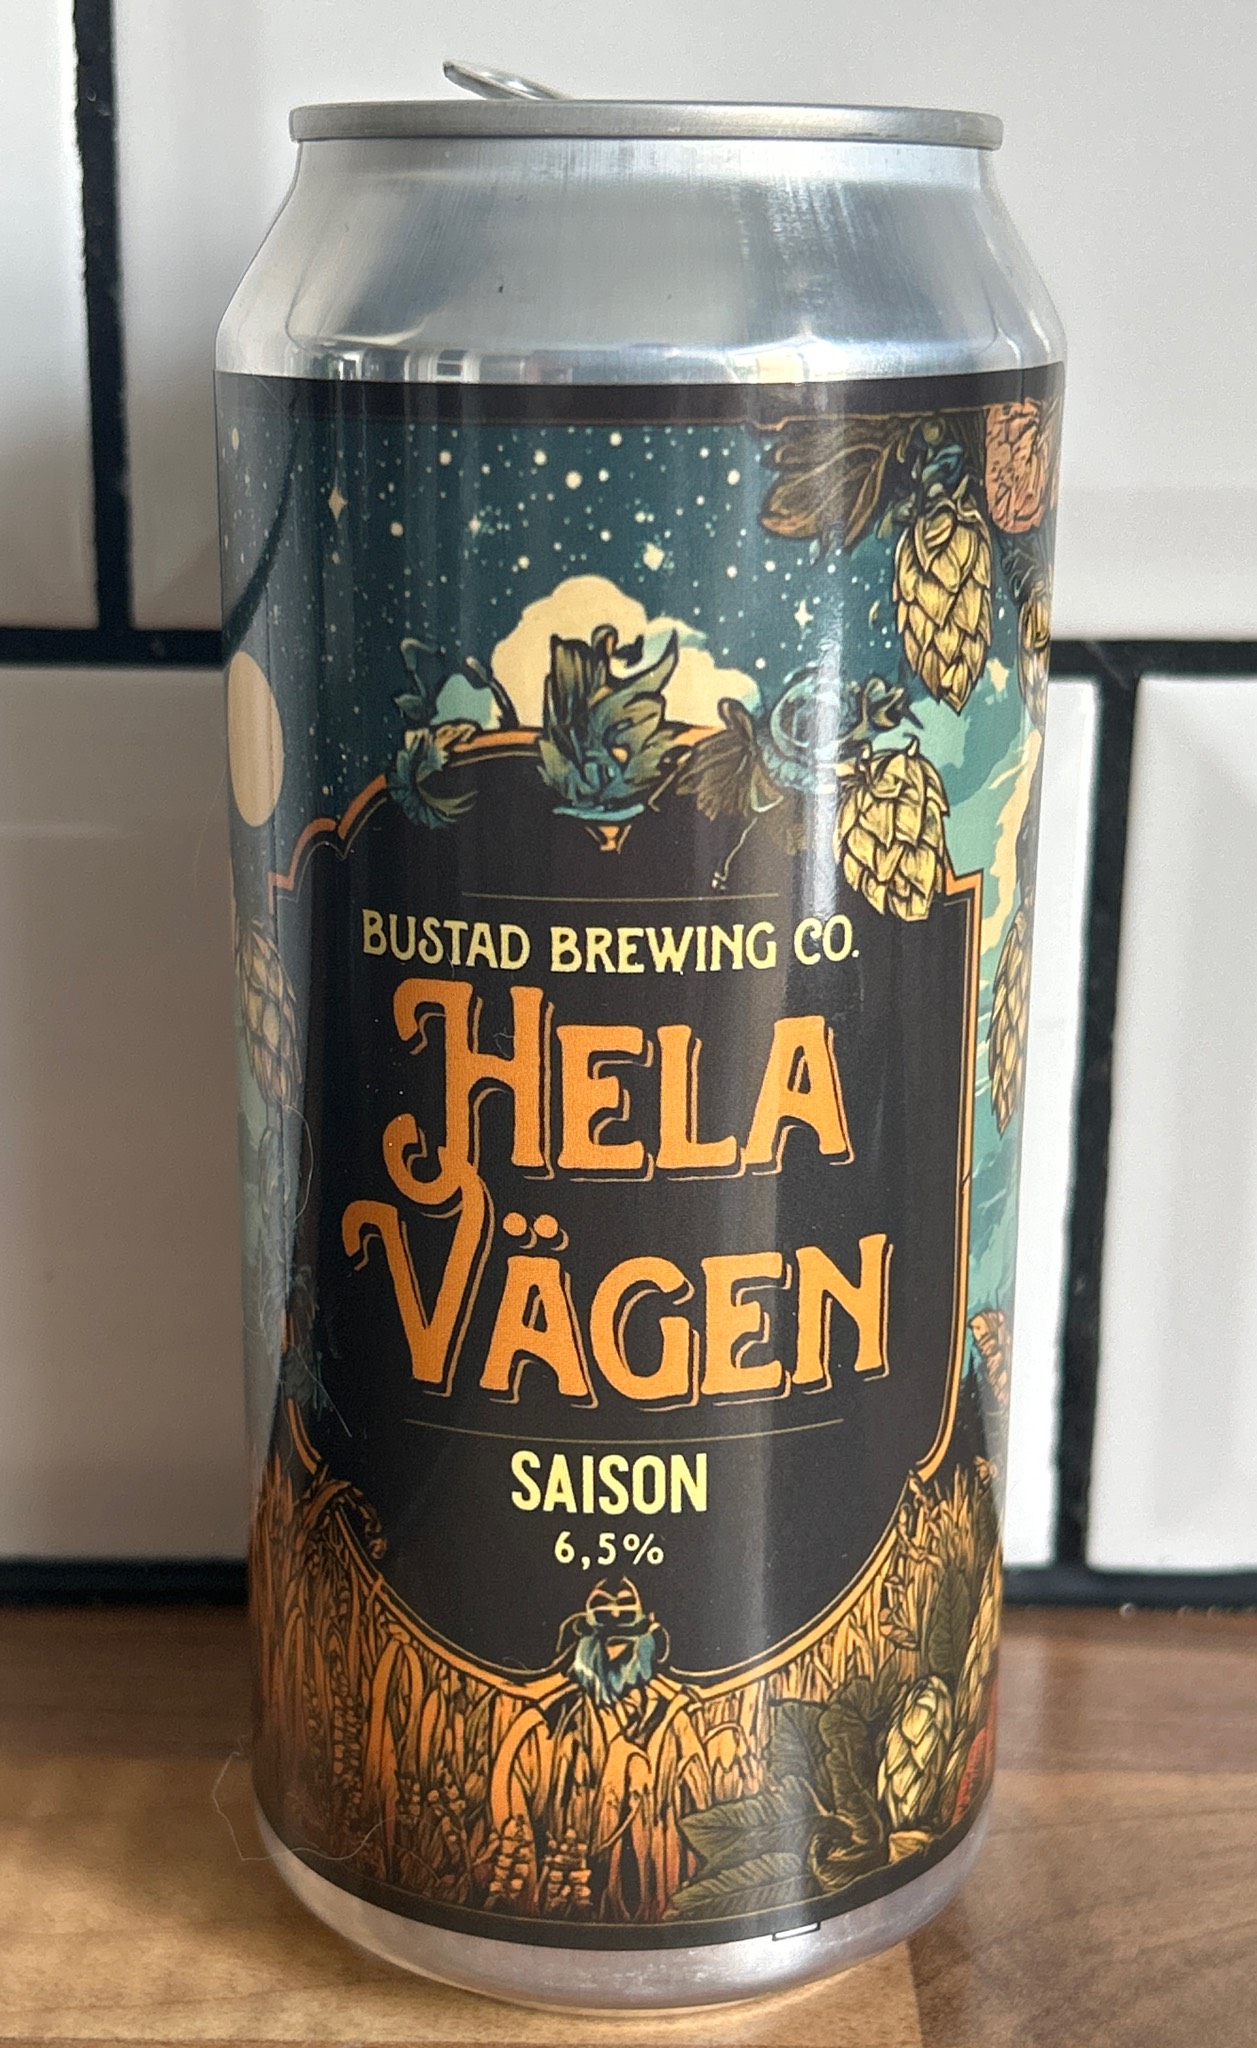 BUSTAD BREWING CO.
HELA
VÄGEN
SAISON
6,5%